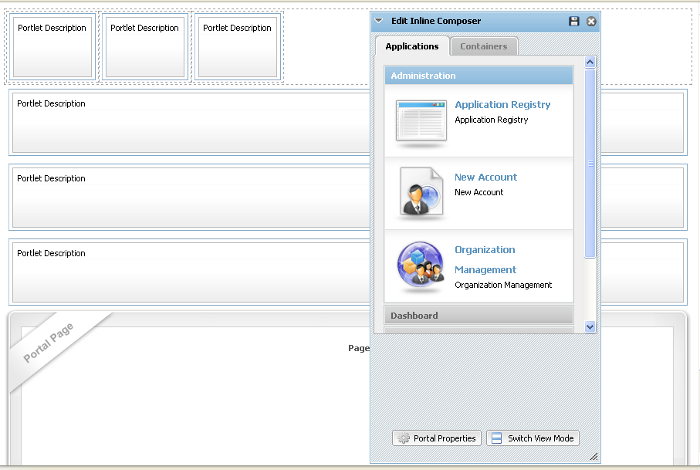 Portlet Description Portlet Description Portlet Description
Portlet Description
Portlet Description
Portlet Description
Portal Page
Page
Edit Inline Composer
Applications Containers
Administration
Application Registry
Application Registry
New Account
New Account
Organization
Management
Organization Management
Dashboard
Portal Properties Switch View Mode